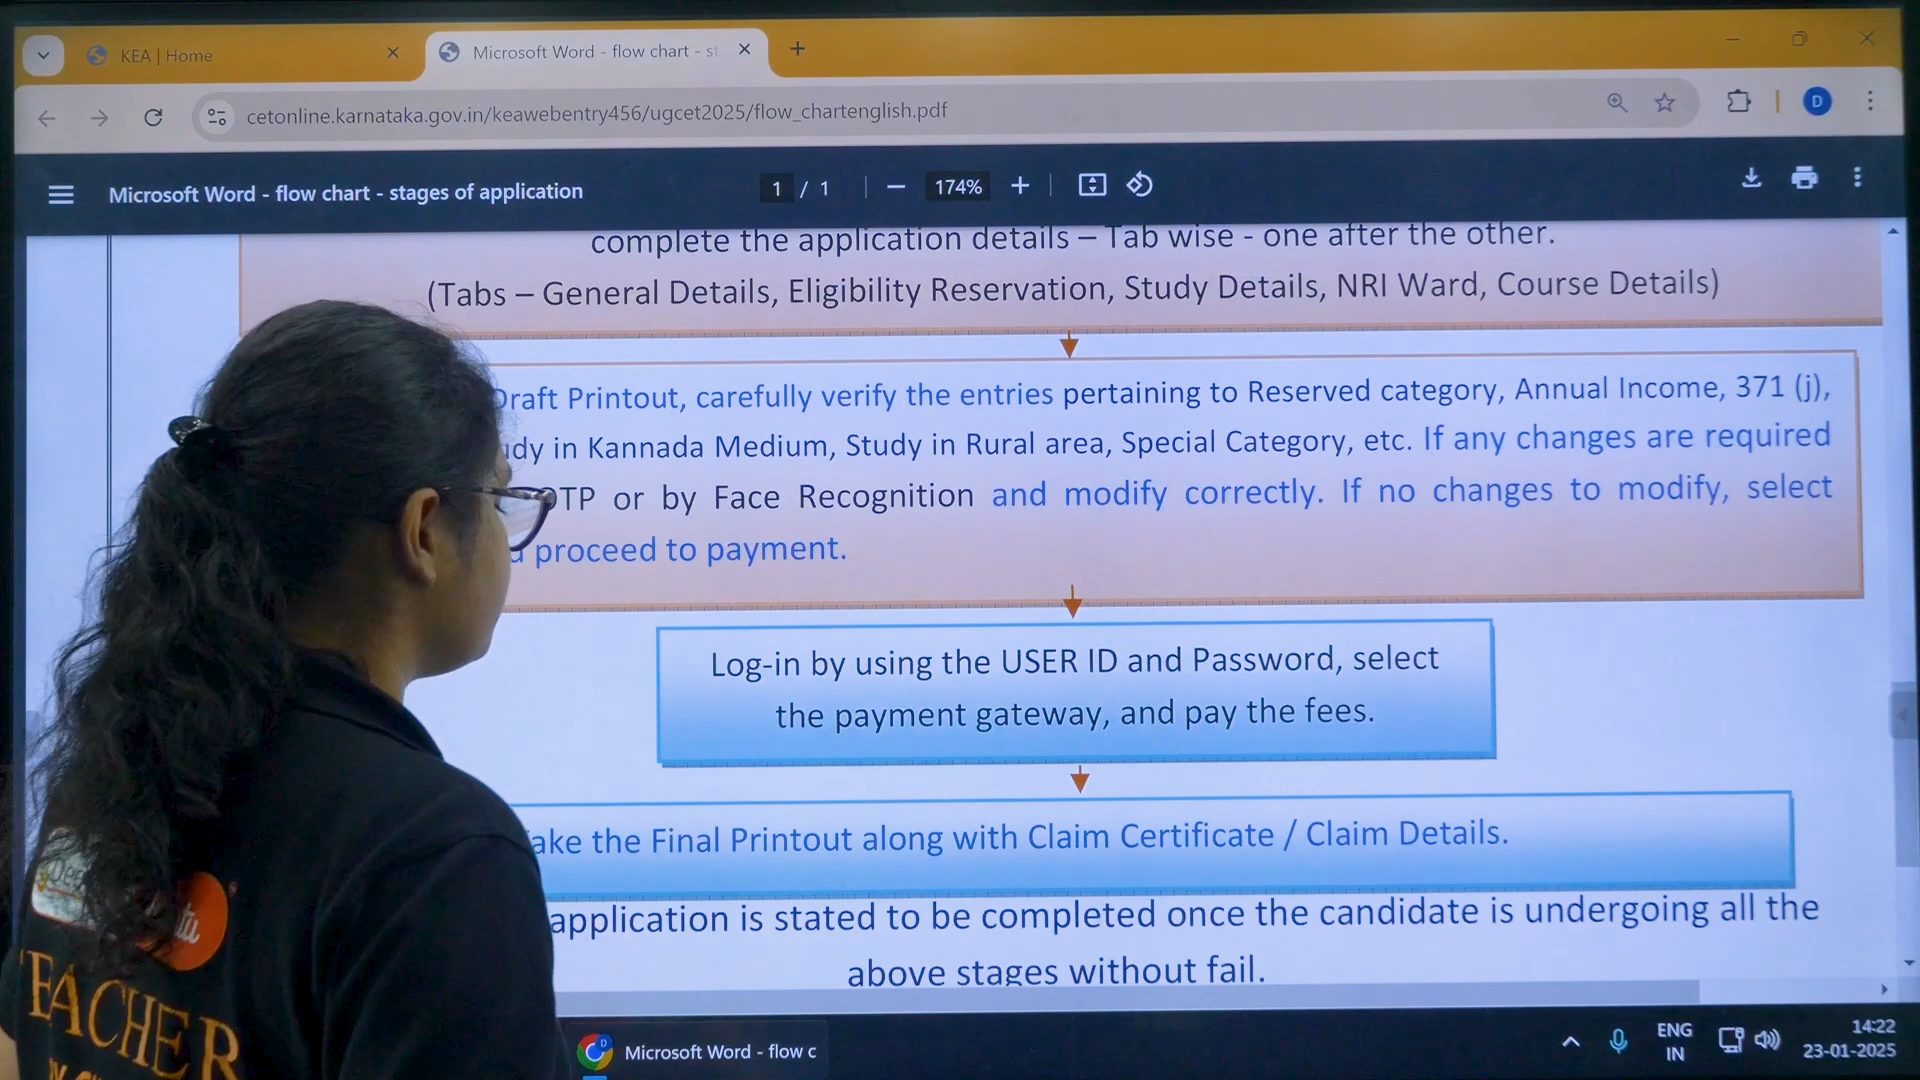 KEA | Home
Microsoft Word - flow chart - st
cetonline.karnataka.gov.in/keawebentry456/ugcet2025/flow_chartenglish.pdf
D
Microsoft Word - flow chart - stages of application
1 / 1
174%
complete the application details – Tab wise - one after the other.
(Tabs – General Details, Eligibility Reservation, Study Details, NRI Ward, Course Details)
Draft Printout, carefully verify the entries pertaining to Reserved category, Annual Income, 371 (j),
dy in Kannada Medium, Study in Rural area, Special Category, etc. If any changes are required
OTP or by Face Recognition and modify correctly. If no changes to modify, select
proceed to payment.
Log-in by using the USER ID and Password, select
the payment gateway, and pay the fees.
ake the Final Printout along with Claim Certificate / Claim Details.
application is stated to be completed once the candidate is undergoing all the
above stages without fail.
tu
TEACHER
Microsoft Word - flow c
ENG
IN
14:22
23-01-2025